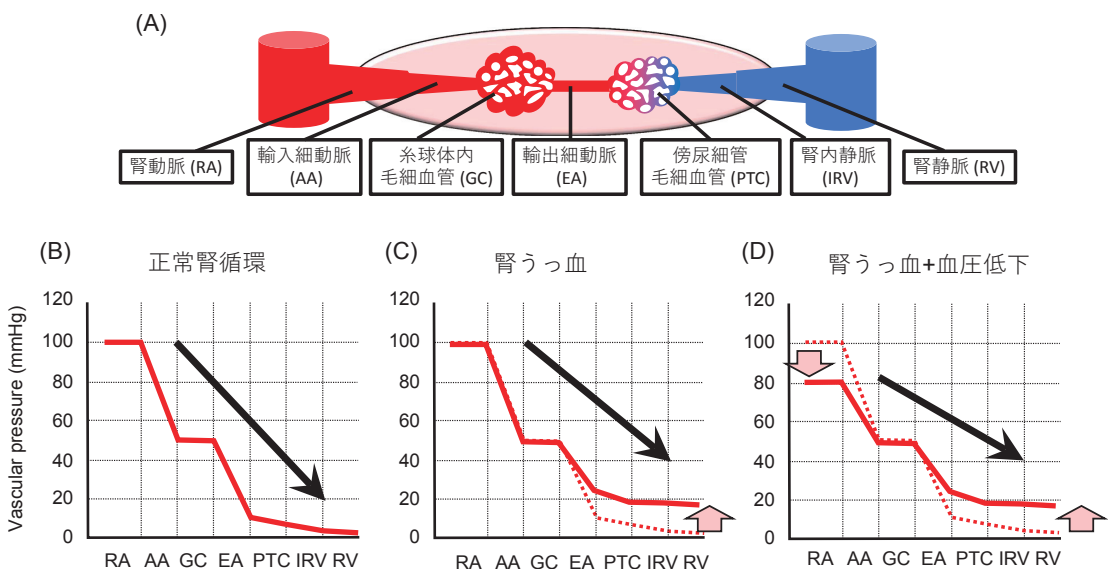 (A)
腎動脈 (RA)
輸入細動脈
(AA)
糸球体内
毛細血管 (GC)
輸出細動脈
(EA)
傍尿細管
毛細血管 (PTC)
腎内静脈
(IRV)
腎静脈 (RV)
(B)
正常腎循環
Vascular pressure (mmHg)
120
100
80
60
40
20
0
RA AA GC EA PTC IRV RV
(C)
腎うっ血
120
100
80
60
40
20
0
RA AA GC EA PTC IRV RV
(D)
腎うっ血+血圧低下
120
100
80
60
40
20
0
RA AA GC EA PTC IRV RV